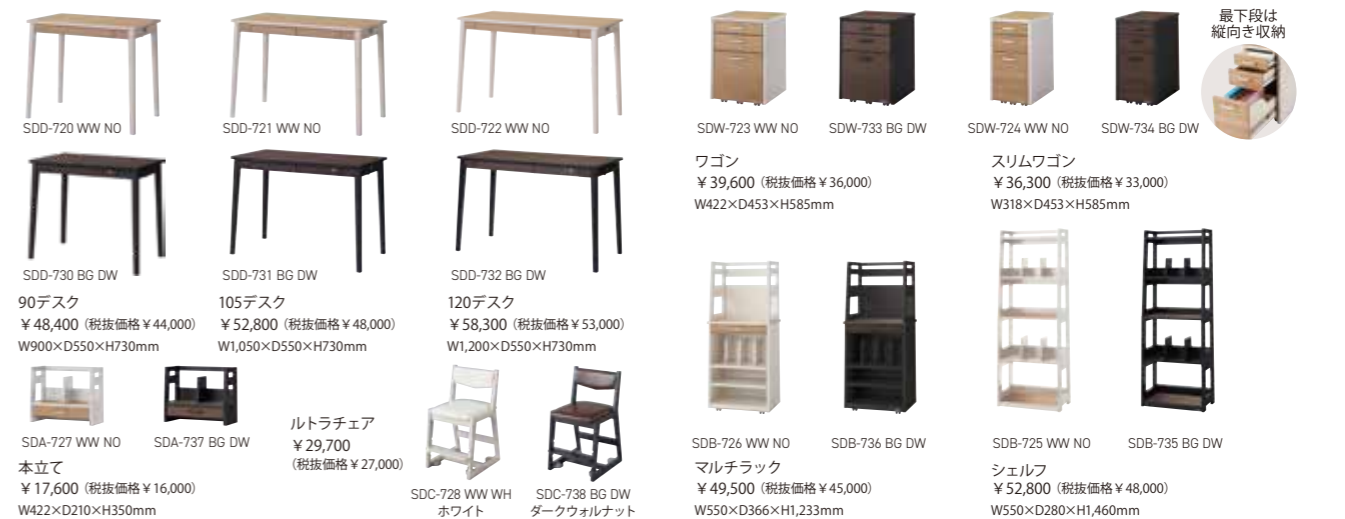 SDD-720 WW NO
SDD-721 WW NO
SDD-722 WW NO
SDD-730 BG DW
SDD-731 BG DW
SDD-732 BG DW
90デスク
￥48,400（税抜価格￥44,000）
W900×D550×H730mm
105デスク
￥52,800（税抜価格￥48,000）
W1,050×D550×H730mm
120デスク
￥58,300（税抜価格￥53,000）
W1,200×D550×H730mm
SDA-727 WW NO
SDA-737 BG DW
本立て
￥17,600（税抜価格￥16,000）
W422×D210×H350mm
ルトラチェア
￥29,700
（税抜価格￥27,000）
SDC-728 WW WH
ホワイト
SDC-738 BG DW
ダークウォルナット
SDW-723 WW NO
SDW-733 BG DW
ワゴン
￥39,600（税抜価格￥36,000）
W422×D453×H585mm
SDW-724 WW NO
SDW-734 BG DW
最下段は
縦向き収納
スリムワゴン
￥36,300（税抜価格￥33,000）
W318×D453×H585mm
SDB-726 WW NO
SDB-736 BG DW
マルチラック
￥49,500（税抜価格￥45,000）
W550×D366×H1,233mm
SDB-725 WW NO
SDB-735 BG DW
シェルフ
￥52,800（税抜価格￥48,000）
W550×D280×H1,460mm